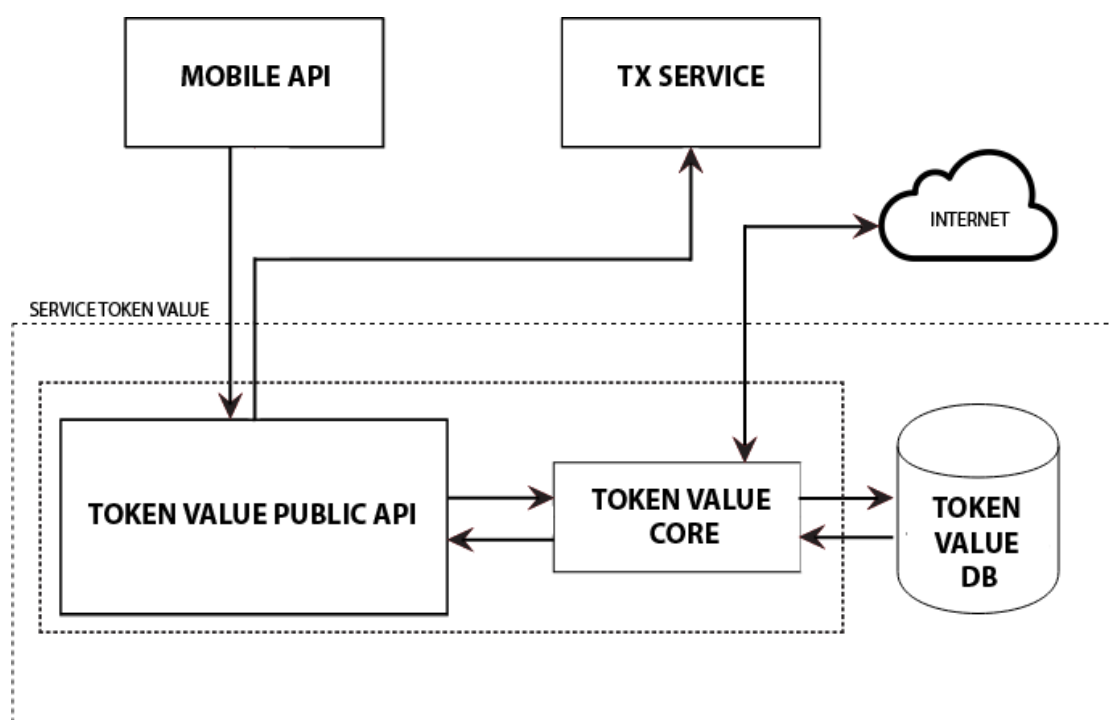 MOBILE API
TX SERVICE
INTERNET
SERVICE TOKEN VALUE
TOKEN VALUE PUBLIC API
TOKEN VALUE
CORE
TOKEN
VALUE
DB